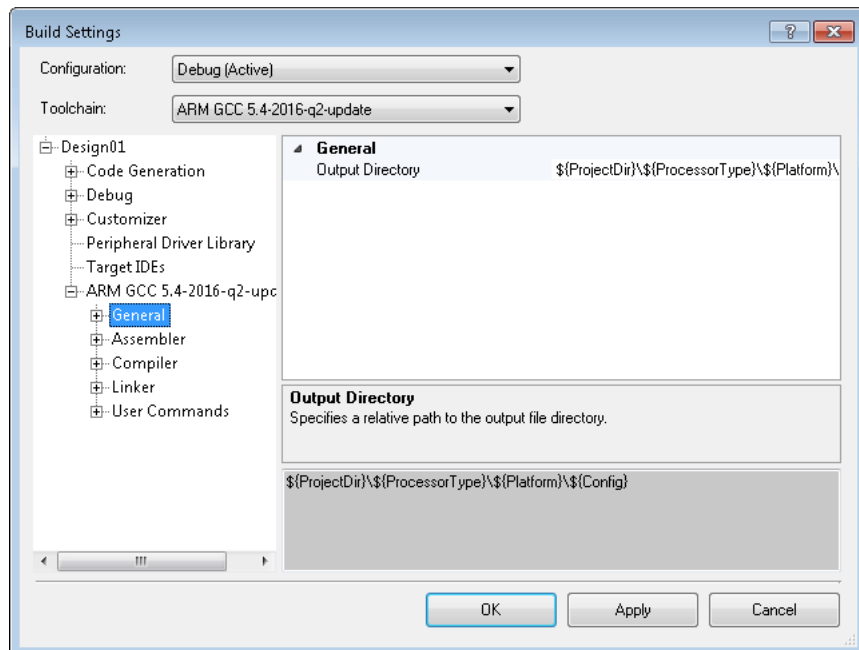 Build Settings
Configuration:
Debug (Active)
Toolchain:
ARM GCC 5.4-2016-q2-update
Design01
Code Generation
Debug
Customizer
Peripheral Driver Library
Target IDEs
ARM GCC 5.4-2016-q2-upc
General
Assembler
Compiler
Linker
User Commands
General
Output Directory ${ProjectDir}\${ProcessorType}\${Platform}\
Output Directory
Specifies a relative path to the output file directory.
${ProjectDir}\${ProcessorType}\${Platform}\${Config}
OK
Apply
Cancel